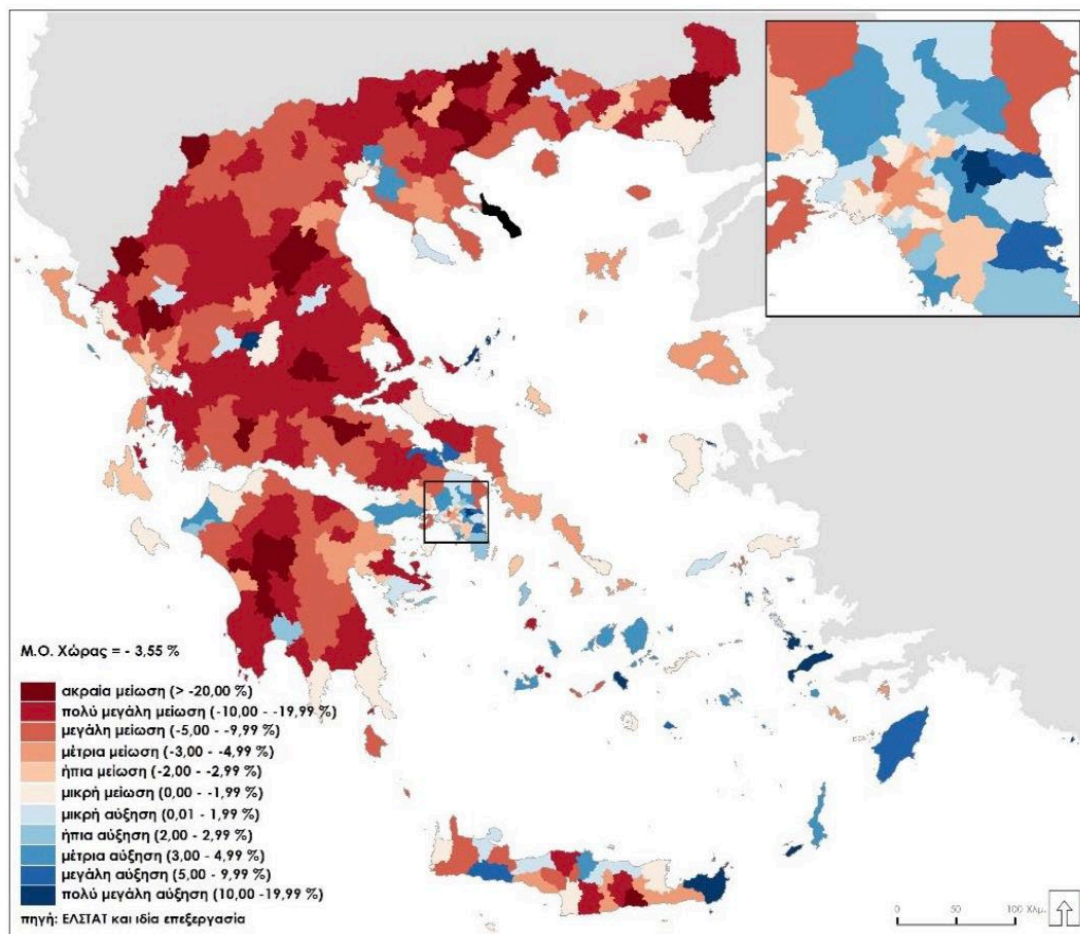 Μ.Ο. Χώρας = - 3,55 %
ακραία μείωση (> -20,00 %)
πολύ μεγάλη μείωση (-10,00 - -19,99 %)
μεγάλη μείωση (-5,00 - -9,99 %)
μέτρια μείωση (-3,00 - -4,99 %)
ήπια μείωση (-2,00 - -2,99 %)
μικρή μείωση (0,00 - -1,99 %)
μικρή αύξηση (0,01 - 1,99 %)
ήπια αύξηση (2,00 - 2,99 %)
μέτρια αύξηση (3,00 - 4,99 %)
μεγάλη αύξηση (5,00 - 9,99 %)
πολύ μεγάλη αύξηση (10,00 -19,99 %)
πηγή: ΕΛΣΤΑΤ και ιδία επεξεργασία
0 50 100 Χλμ.